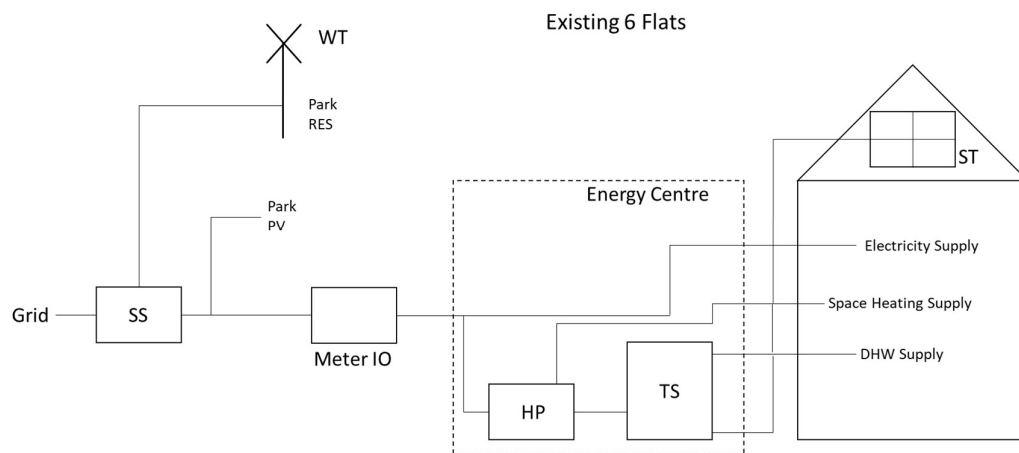 Existing 6 Flats
WT
Park
RES
ST
Energy Centre
Park
PV
Electricity Supply
Grid
SS
Space Heating Supply
Meter IO
DHW Supply
TS
HP